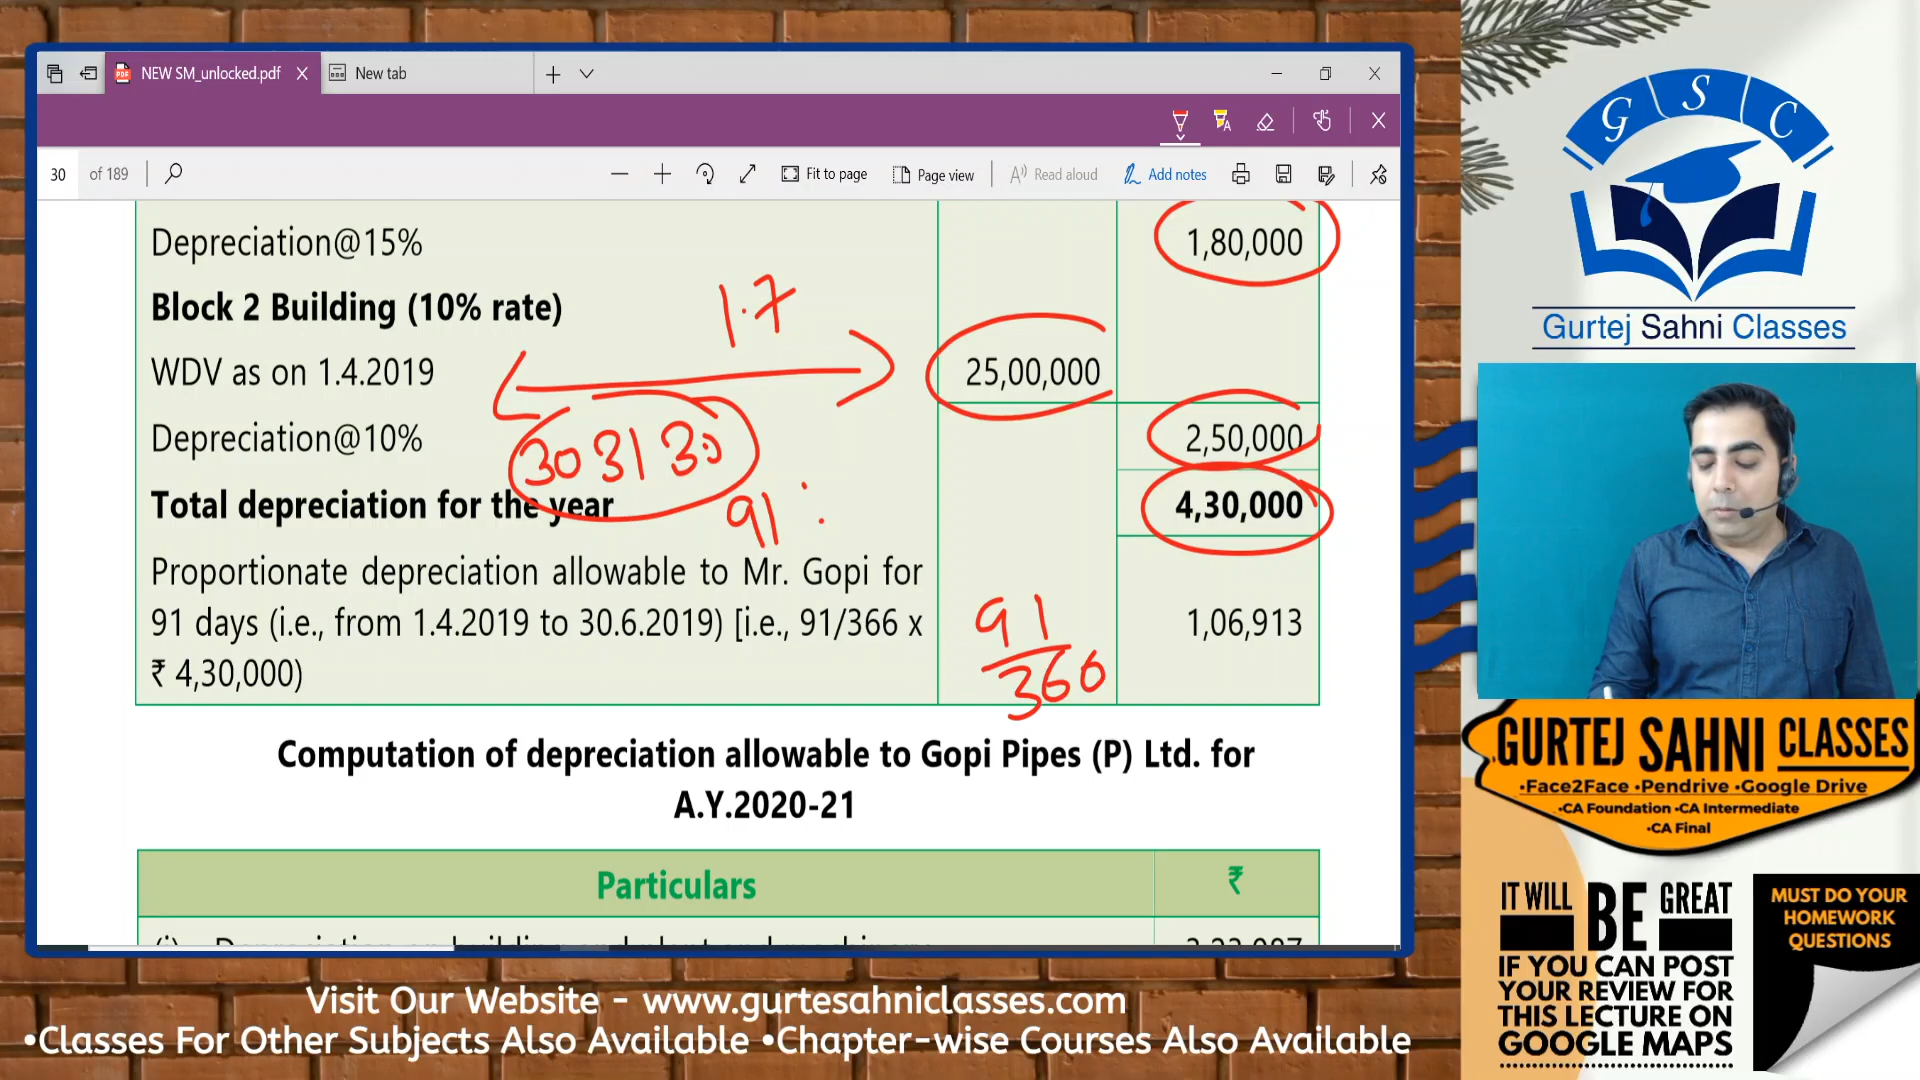 NEW SM_unlocked.pdf
New tab
30 of 189
Fit to page
Page view
Read aloud
Add notes
Depreciation@15% 1,80,000
Block 2 Building (10% rate)
1.7
WDV as on 1.4.2019 25,00,000
Depreciation@10% 2,50,000
30 31 30
Total depreciation for the year 4,30,000
91
Proportionate depreciation allowable to Mr. Gopi for
91 days (i.e., from 1.4.2019 to 30.6.2019) [i.e., 91/366 x 1,06,913
₹ 4,30,000)
91
366
Computation of depreciation allowable to Gopi Pipes (P) Ltd. for
A.Y.2020-21
Particulars ₹
G S C
Gurtej Sahni Classes
GURTEJ SAHNI CLASSES
•Face2Face •Pendrive •Google Drive
•CA Foundation •CA Intermediate
•CA Final
IT WILL BE GREAT
IF YOU CAN POST
YOUR REVIEW FOR
THIS LECTURE ON
GOOGLE MAPS
MUST DO YOUR
HOMEWORK
QUESTIONS
Visit Our Website - www.gurtesahniclasses.com
•Classes For Other Subjects Also Available •Chapter-wise Courses Also Available